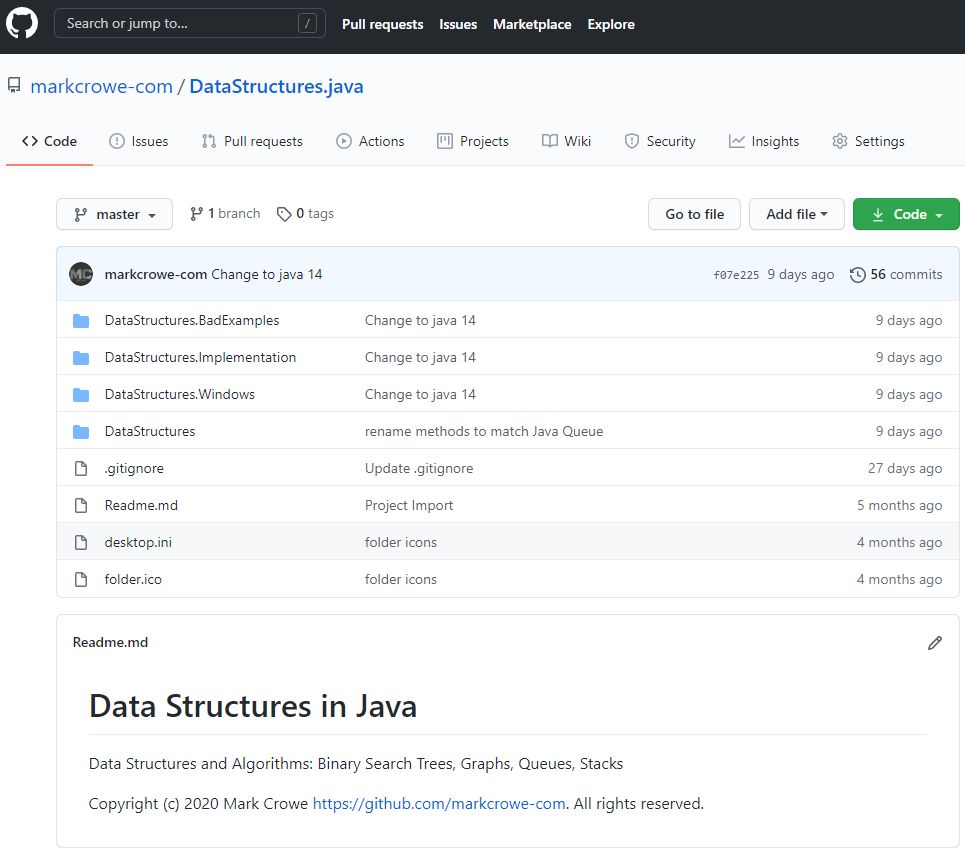 Search or jump to... /
Pull requests Issues Marketplace Explore
markcrowe-com / DataStructures.java
Code Issues Pull requests Actions Projects Wiki Security Insights Settings
master 1 branch 0 tags Go to file Add file Code
MC markcrowe-com Change to java 14 f07e225 9 days ago 56 commits
DataStructures.BadExamples Change to java 14 9 days ago
DataStructures.Implementation Change to java 14 9 days ago
DataStructures.Windows Change to java 14 9 days ago
DataStructures rename methods to match Java Queue 9 days ago
.gitignore Update .gitignore 27 days ago
Readme.md Project Import 5 months ago
desktop.ini folder icons 4 months ago
folder.ico folder icons 4 months ago
Readme.md
Data Structures in Java
Data Structures and Algorithms: Binary Search Trees, Graphs, Queues, Stacks
Copyright (c) 2020 Mark Crowe https://github.com/markcrowe-com. All rights reserved.